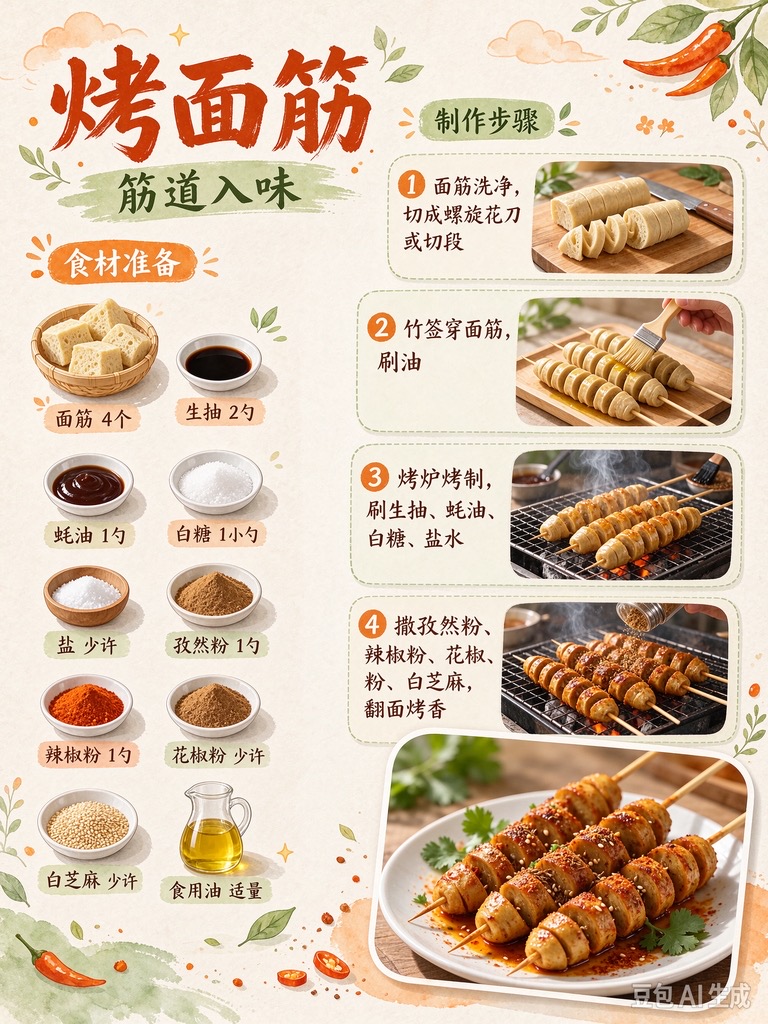 烤面筋
筋道入味
食材准备
面筋 4个
生抽 2勺
蚝油 1勺
白糖 1小勺
盐 少许
孜然粉 1勺
辣椒粉 1勺
花椒粉 少许
白芝麻 少许
食用油 适量
制作步骤
1 面筋洗净，
切成螺旋花刀
或切段
2 竹签穿面筋，
刷油
3 烤炉烤制，
刷生抽、蚝油、
白糖、盐水
4 撒孜然粉、
辣椒粉、花椒、
粉、白芝麻，
翻面烤香
豆包AI生成